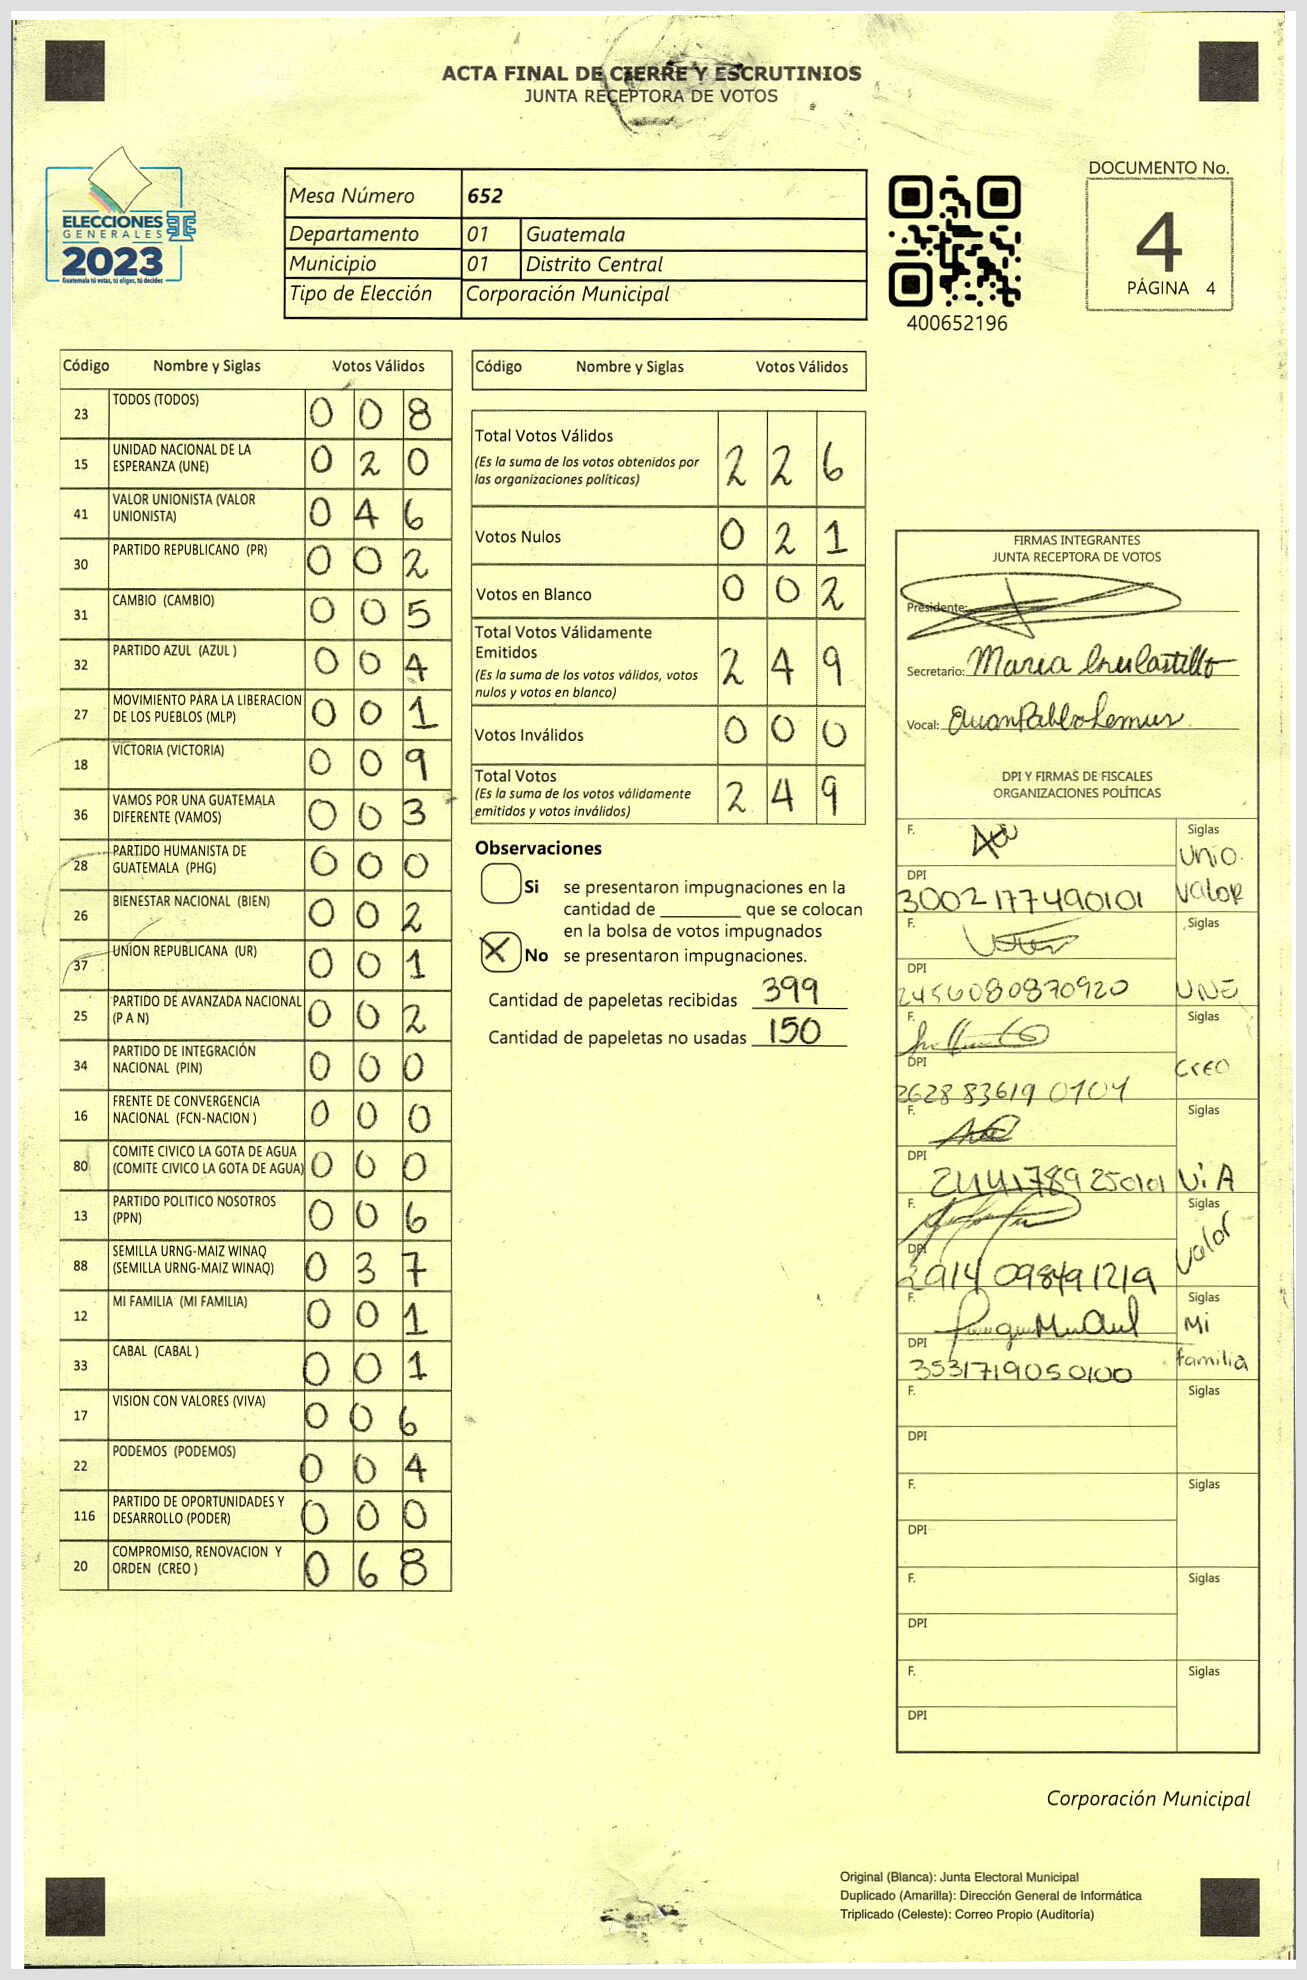 ACTA FINAL DE CIERRE Y ESCRUTINIOS
JUNTA RECEPTORA DE VOTOS
ELECCIONES
GENERALES
2023
Guatemala tú votas, tú eliges, tú decides
Mesa Número 652
Departamento 01 Guatemala
Municipio 01 Distrito Central
Tipo de Elección Corporación Municipal
400652196
DOCUMENTO No.
4
PÁGINA 4
Código Nombre y Siglas Votos Válidos
23 TODOS (TODOS) 0 0 8
15 UNIDAD NACIONAL DE LA ESPERANZA (UNE) 0 2 0
41 VALOR UNIONISTA (VALOR UNIONISTA) 0 4 6
30 PARTIDO REPUBLICANO (PR) 0 0 2
31 CAMBIO (CAMBIO) 0 0 5
32 PARTIDO AZUL (AZUL ) 0 0 4
27 MOVIMIENTO PARA LA LIBERACION DE LOS PUEBLOS (MLP) 0 0 1
18 VICTORIA (VICTORIA) 0 0 9
36 VAMOS POR UNA GUATEMALA DIFERENTE (VAMOS) 0 0 3
28 PARTIDO HUMANISTA DE GUATEMALA (PHG) 0 0 0
26 BIENESTAR NACIONAL (BIEN) 0 0 2
37 UNION REPUBLICANA (UR) 0 0 1
25 PARTIDO DE AVANZADA NACIONAL (P A N) 0 0 2
34 PARTIDO DE INTEGRACIÓN NACIONAL (PIN) 0 0 0
16 FRENTE DE CONVERGENCIA NACIONAL (FCN-NACION ) 0 0 0
80 COMITE CIVICO LA GOTA DE AGUA (COMITE CIVICO LA GOTA DE AGUA) 0 0 0
13 PARTIDO POLITICO NOSOTROS (PPN) 0 0 6
88 SEMILLA URNG-MAIZ WINAQ (SEMILLA URNG-MAIZ WINAQ) 0 3 7
12 MI FAMILIA (MI FAMILIA) 0 0 1
33 CABAL (CABAL ) 0 0 1
17 VISION CON VALORES (VIVA) 0 0 6
22 PODEMOS (PODEMOS) 0 0 4
116 PARTIDO DE OPORTUNIDADES Y DESARROLLO (PODER) 0 0 0
20 COMPROMISO, RENOVACION Y ORDEN (CREO ) 0 6 8
Código Nombre y Siglas Votos Válidos
Total Votos Válidos 2 2 6
(Es la suma de los votos obtenidos por
las organizaciones políticas)
Votos Nulos 0 2 1
Votos en Blanco 0 0 2
Total Votos Válidamente
Emitidos 2 4 9
(Es la suma de los votos válidos, votos
nulos y votos en blanco)
Votos Inválidos 0 0 0
Total Votos 2 4 9
(Es la suma de los votos válidamente
emitidos y votos inválidos)
Observaciones
Si se presentaron impugnaciones en la
cantidad de ________ que se colocan
en la bolsa de votos impugnados
X No se presentaron impugnaciones.
Cantidad de papeletas recibidas 399
Cantidad de papeletas no usadas 150
FIRMAS INTEGRANTES
JUNTA RECEPTORA DE VOTOS
Presidente:
Secretario: Maria Castillo
Vocal: Pablo Lemus
DPI Y FIRMAS DE FISCALES
ORGANIZACIONES POLÍTICAS
F. Siglas
Unio.
DPI
3002177490101 Valor
F. Siglas
DPI
2456080870920 UNE
F. Siglas
DPI CREO
2628836190101
F. Siglas
DPI
2141789250101 ViA
F. Siglas
DPI Valor
2914098491219
F. Siglas
Mi
DPI
3531719050100 familia
F. Siglas
DPI
F. Siglas
DPI
F. Siglas
DPI
F. Siglas
DPI
Corporación Municipal
Original (Blanca): Junta Electoral Municipal
Duplicado (Amarilla): Dirección General de Informática
Triplicado (Celeste): Correo Propio (Auditoría)